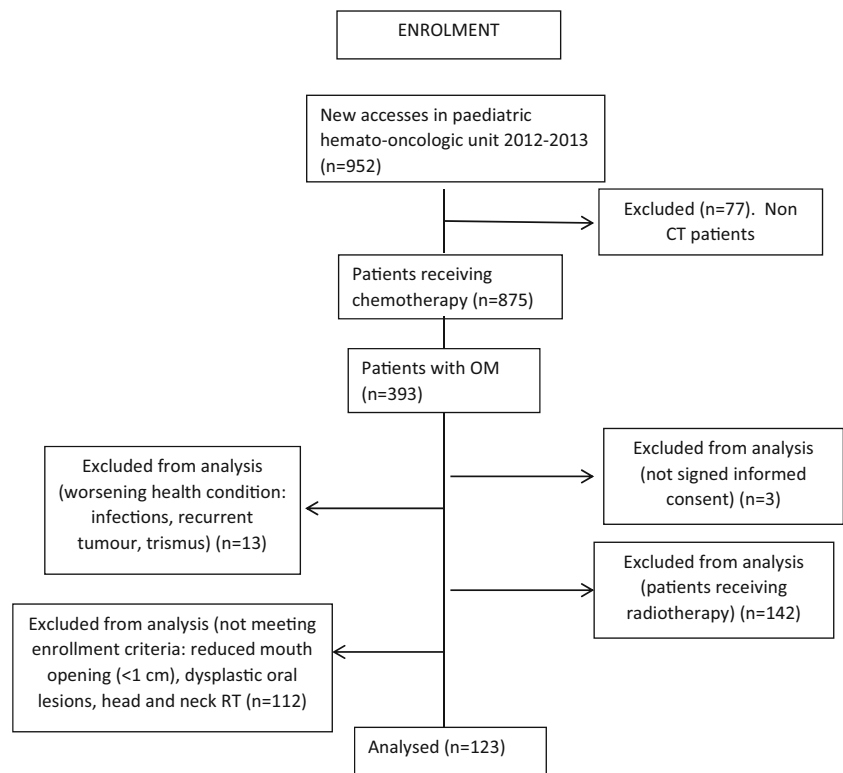 ENROLMENT
New accesses in paediatric
hemato-oncologic unit 2012-2013
(n=952)
Excluded (n=77). Non
CT patients
Patients receiving
chemotherapy (n=875)
Patients with OM
(n=393)
Excluded from analysis
(not signed informed
consent) (n=3)
Excluded from analysis
(worsening health condition:
infections, recurrent
tumour, trismus) (n=13)
Excluded from analysis
(patients receiving
radiotherapy) (n=142)
Excluded from analysis (not meeting
enrollment criteria: reduced mouth
opening (<1 cm), dysplastic oral
lesions, head and neck RT (n=112)
Analysed (n=123)